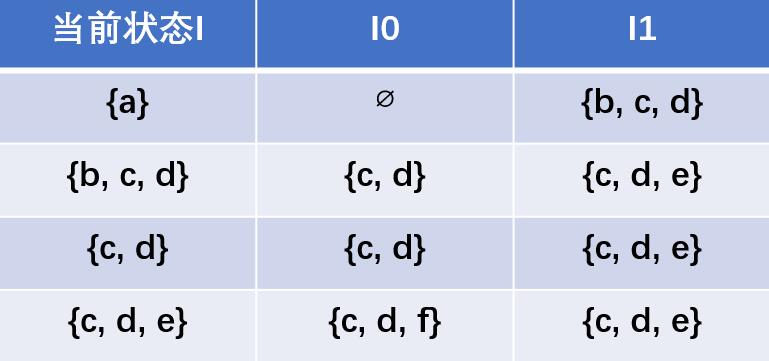 当前状态I I0 I1
{a} ∅ {b, c, d}
{b, c, d} {c, d} {c, d, e}
{c, d} {c, d} {c, d, e}
{c, d, e} {c, d, f} {c, d, e}